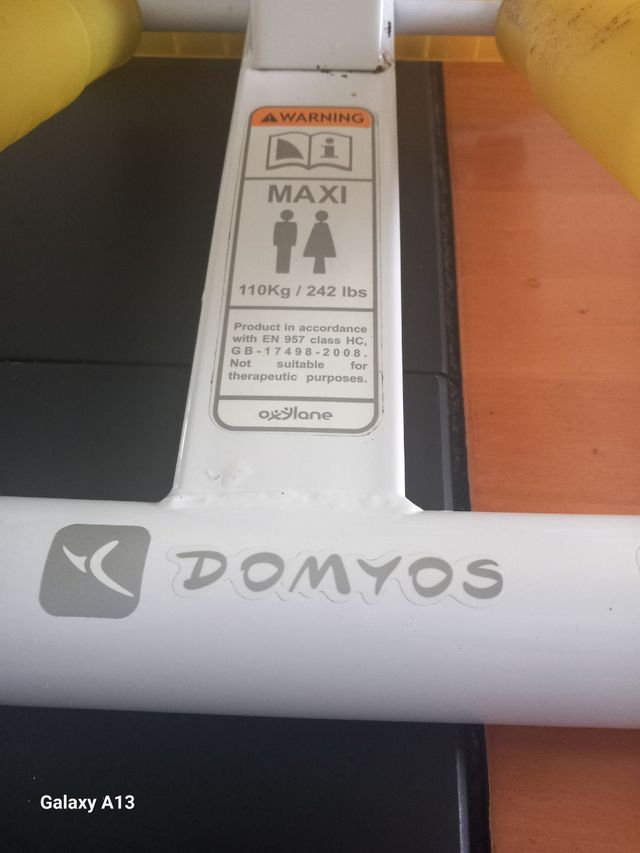 WARNING
i
MAXI
110Kg / 242 lbs
Product in accordance
with EN 957 class HC,
GB-17498-2008.
Not suitable for
therapeutic purposes.
oxylane
DOMYOS
Galaxy A13